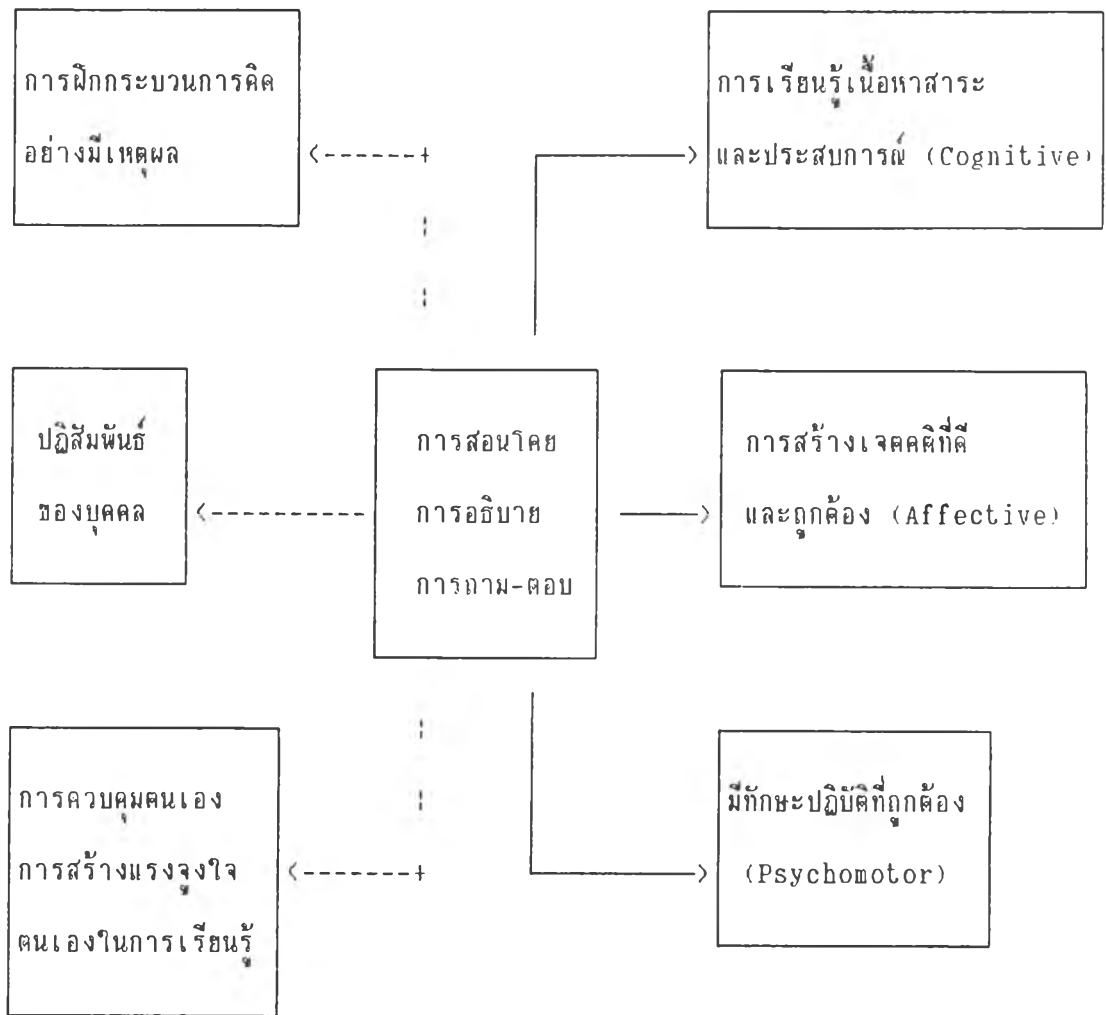 การฝึกกระบวนการคิด
อย่างมีเหตุผล
การเรียนรู้เนื้อหาสาระ
และประสบการณ์ (Cognitive)
ปฏิสัมพันธ์
ของบุคคล
การสอนโดย
การอธิบาย
การถาม-ตอบ
การสร้างเจตคติที่ดี
และถูกต้อง (Affective)
การควบคุมตนเอง
การสร้างแรงจูงใจ
ตนเองในการเรียนรู้
มีทักษะปฏิบัติที่ถูกต้อง
(Psychomotor)